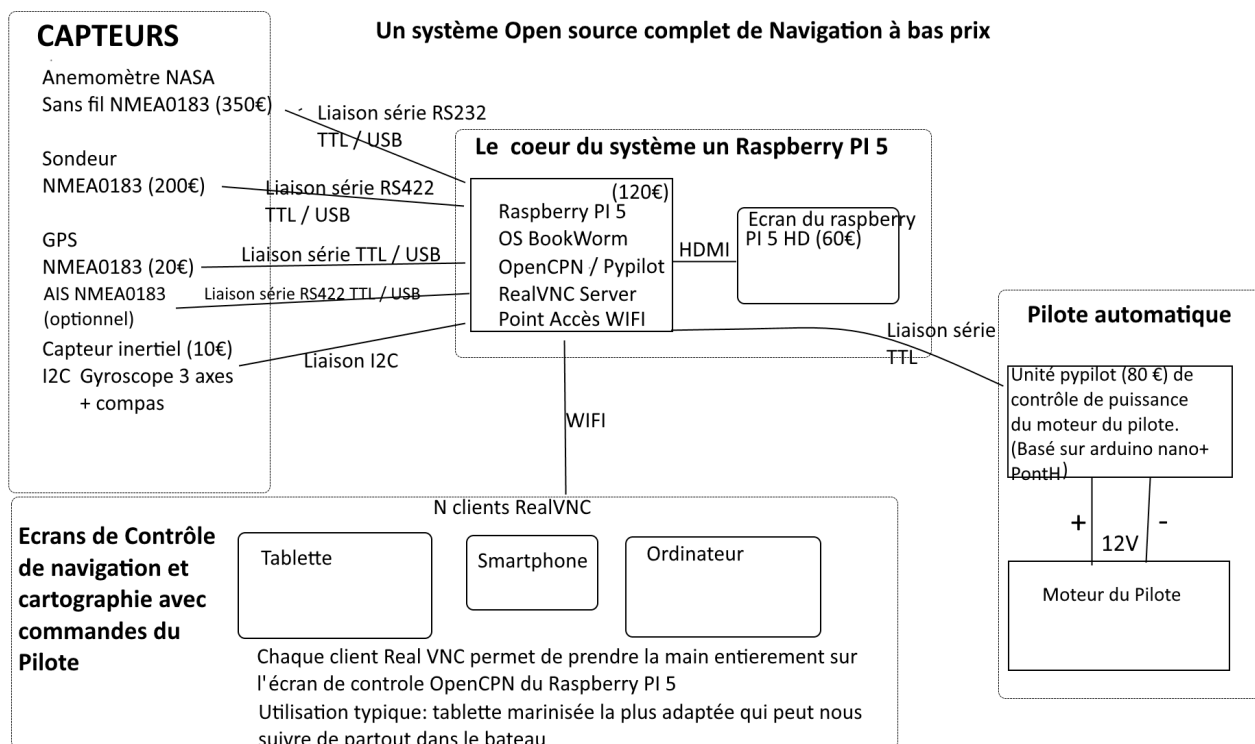 Un système Open source complet de Navigation à bas prix
CAPTEURS
Anemomètre NASA
Sans fil NMEA0183 (350€)
Liaison série RS232
TTL / USB
Sondeur
NMEA0183 (200€)
Liaison série RS422
TTL / USB
GPS
NMEA0183 (20€)
Liaison série TTL / USB
AIS NMEA0183
(optionnel)
Liaison série RS422 TTL / USB
Capteur inertiel (10€)
I2C Gyroscope 3 axes
+ compas
Liaison I2C
Le coeur du système un Raspberry PI 5
(120€)
Raspberry PI 5
OS BookWorm
OpenCPN / Pypilot
RealVNC Server
Point Accès WIFI
HDMI
Ecran du raspberry
PI 5 HD (60€)
Liaison série
TTL
WIFI
Pilote automatique
Unité pypilot (80 €) de
contrôle de puissance
du moteur du pilote.
(Basé sur arduino nano+
PontH)
+
-
12V
Moteur du Pilote
N clients RealVNC
Ecrans de Contrôle
de navigation et
cartographie avec
commandes du
Pilote
Tablette
Smartphone
Ordinateur
Chaque client Real VNC permet de prendre la main entierement sur
l'écran de controle OpenCPN du Raspberry PI 5
Utilisation typique: tablette marinisée la plus adaptée qui peut nous
suivre de partout dans le bateau